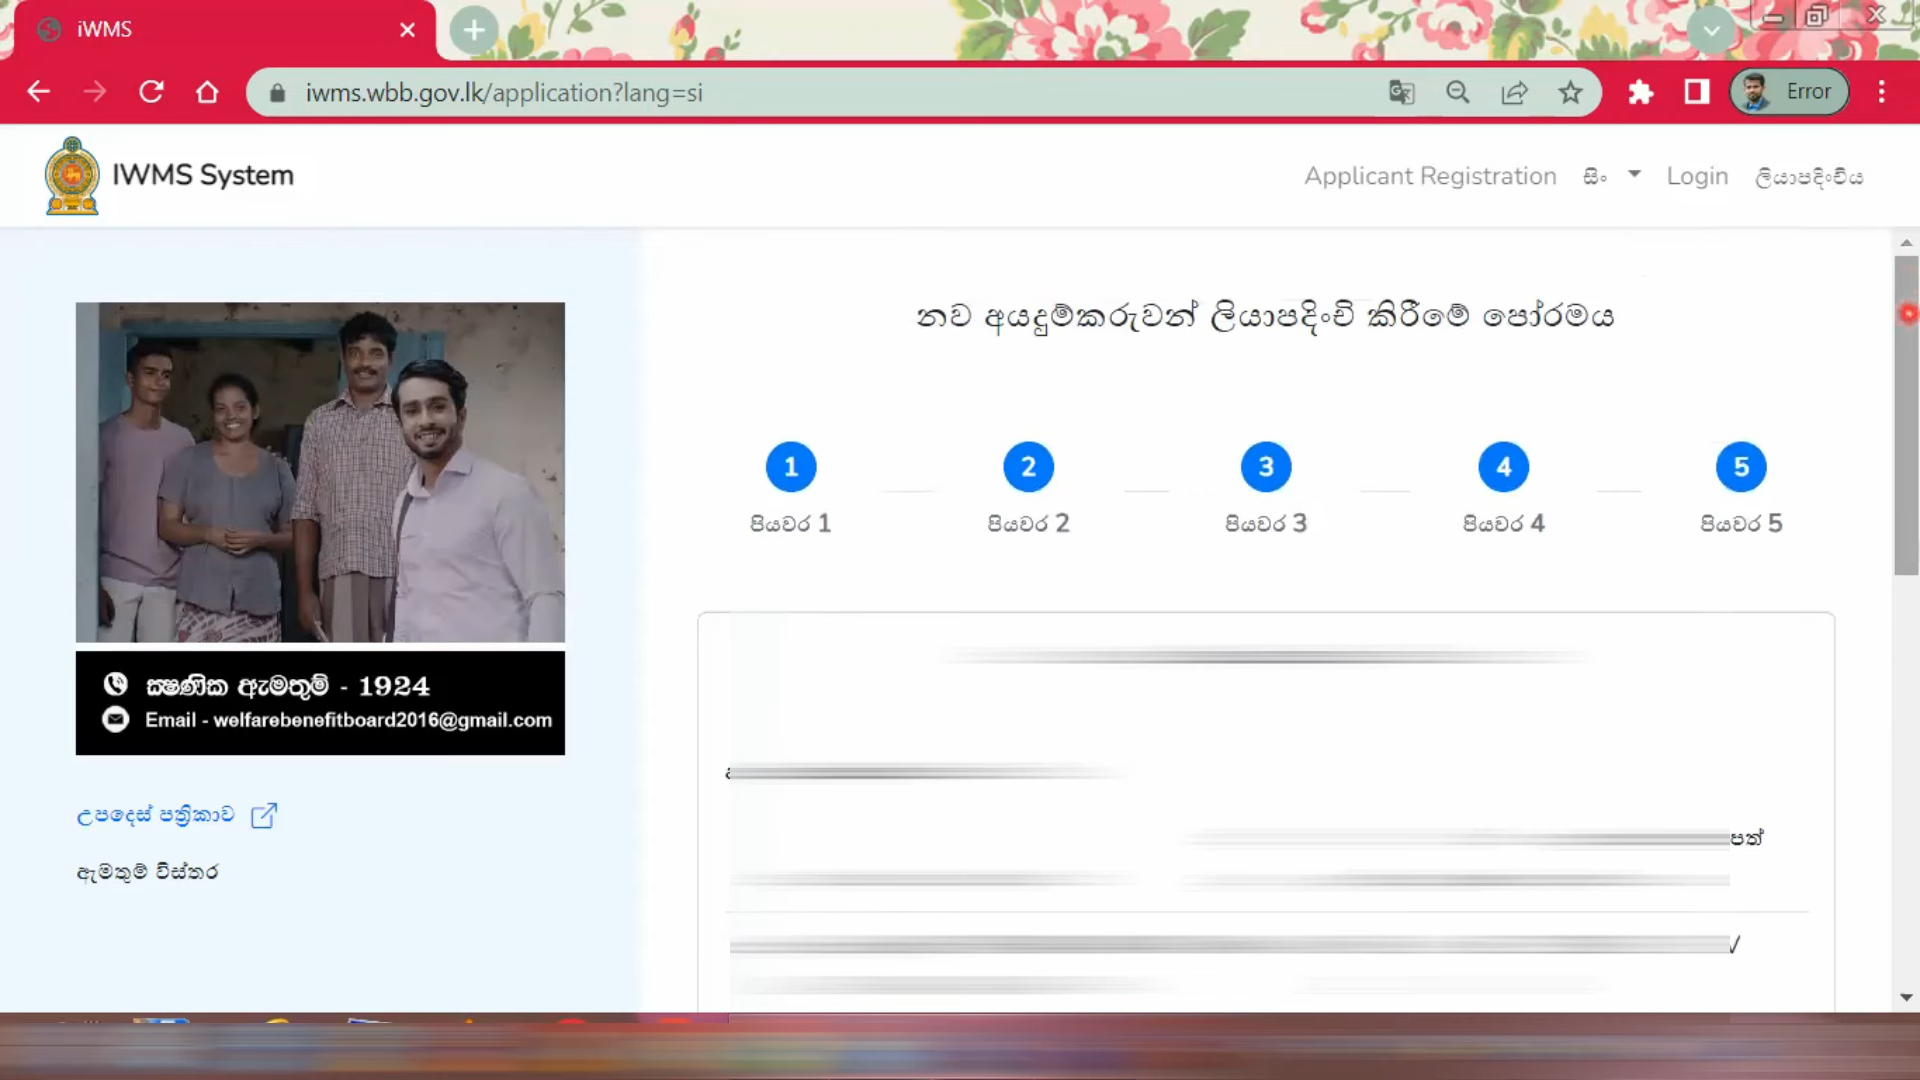 iWMS
iwms.wbb.gov.lk/application?lang=si
Error
IWMS System
Applicant Registration
සිං
Login
ලියාපදිංචිය
නව අයදුම්කරුවන් ලියාපදිංචි කිරීමේ පෝරමය
1
2
3
4
5
පියවර 1
පියවර 2
පියවර 3
පියවර 4
පියවර 5
ක්‍ෂණික ඇමතුම් - 1924
Email - welfarebenefitboard2016@gmail.com
උපදෙස් පත්‍රිකාව
ඇමතුම් විස්තර
පත්
/